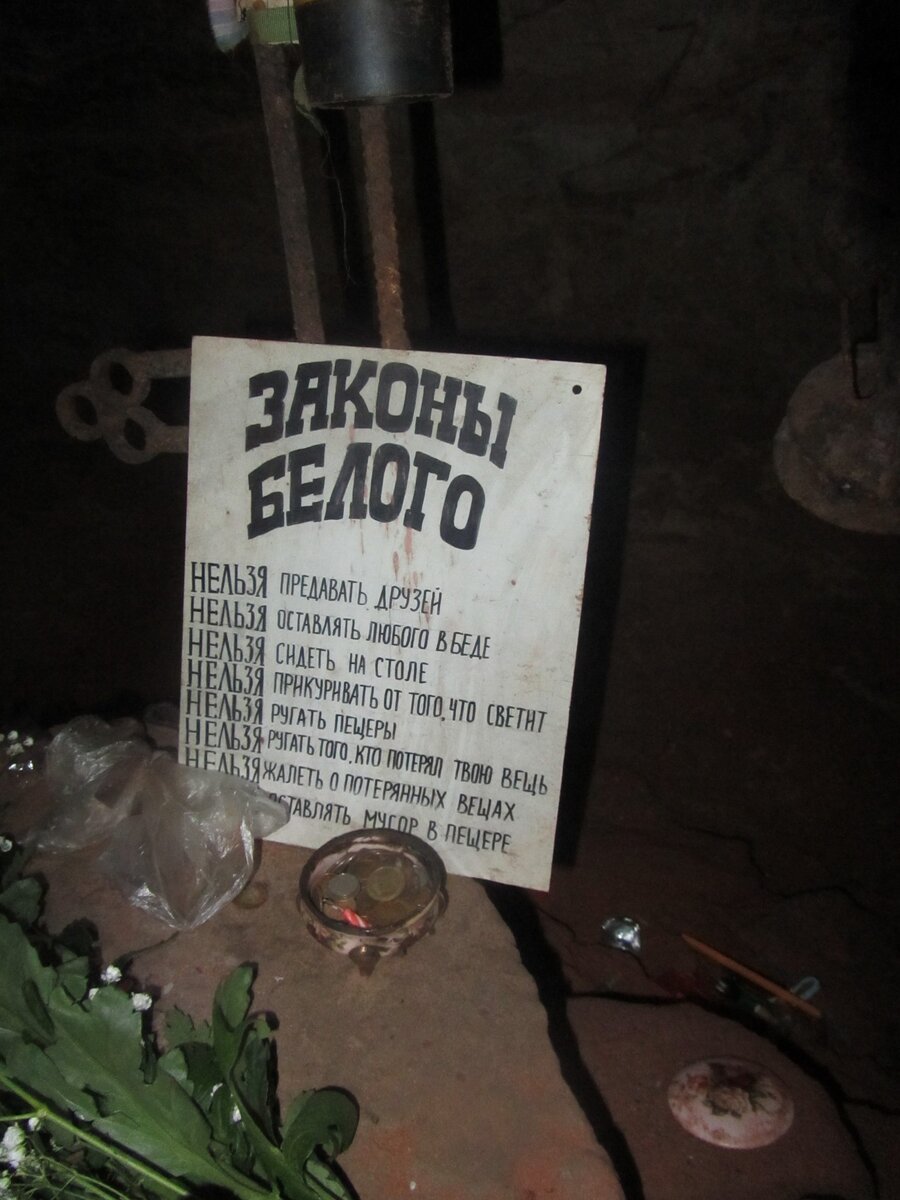 ЗАКОНЫ
БЕЛОГО
НЕЛЬЗЯ ПРЕДАВАТЬ ДРУЗЕЙ
НЕЛЬЗЯ ОСТАВЛЯТЬ ЛЮБОГО В БЕДЕ
НЕЛЬЗЯ СИДЕТЬ НА СТОЛЕ
НЕЛЬЗЯ ПРИКУРИВАТЬ ОТ ТОГО, ЧТО СВЕТИТ
НЕЛЬЗЯ РУГАТЬ ПЕЩЕРЫ
НЕЛЬЗЯ РУГАТЬ ТОГО, КТО ПОТЕРЯЛ ТВОЮ ВЕЩЬ
НЕЛЬЗЯ ЖАЛЕТЬ О ПОТЕРЯННЫХ ВЕЩАХ
ОСТАВЛЯТЬ МУСОР В ПЕЩЕРЕ